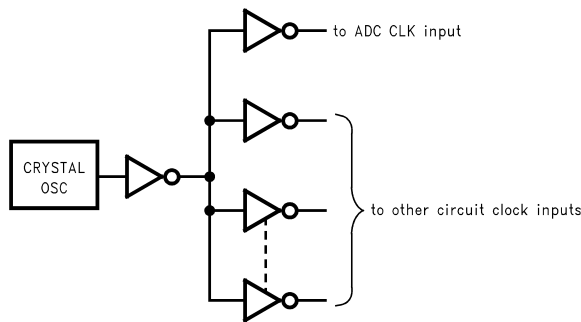 to ADC CLK input
CRYSTAL
OSC
to other circuit clock inputs